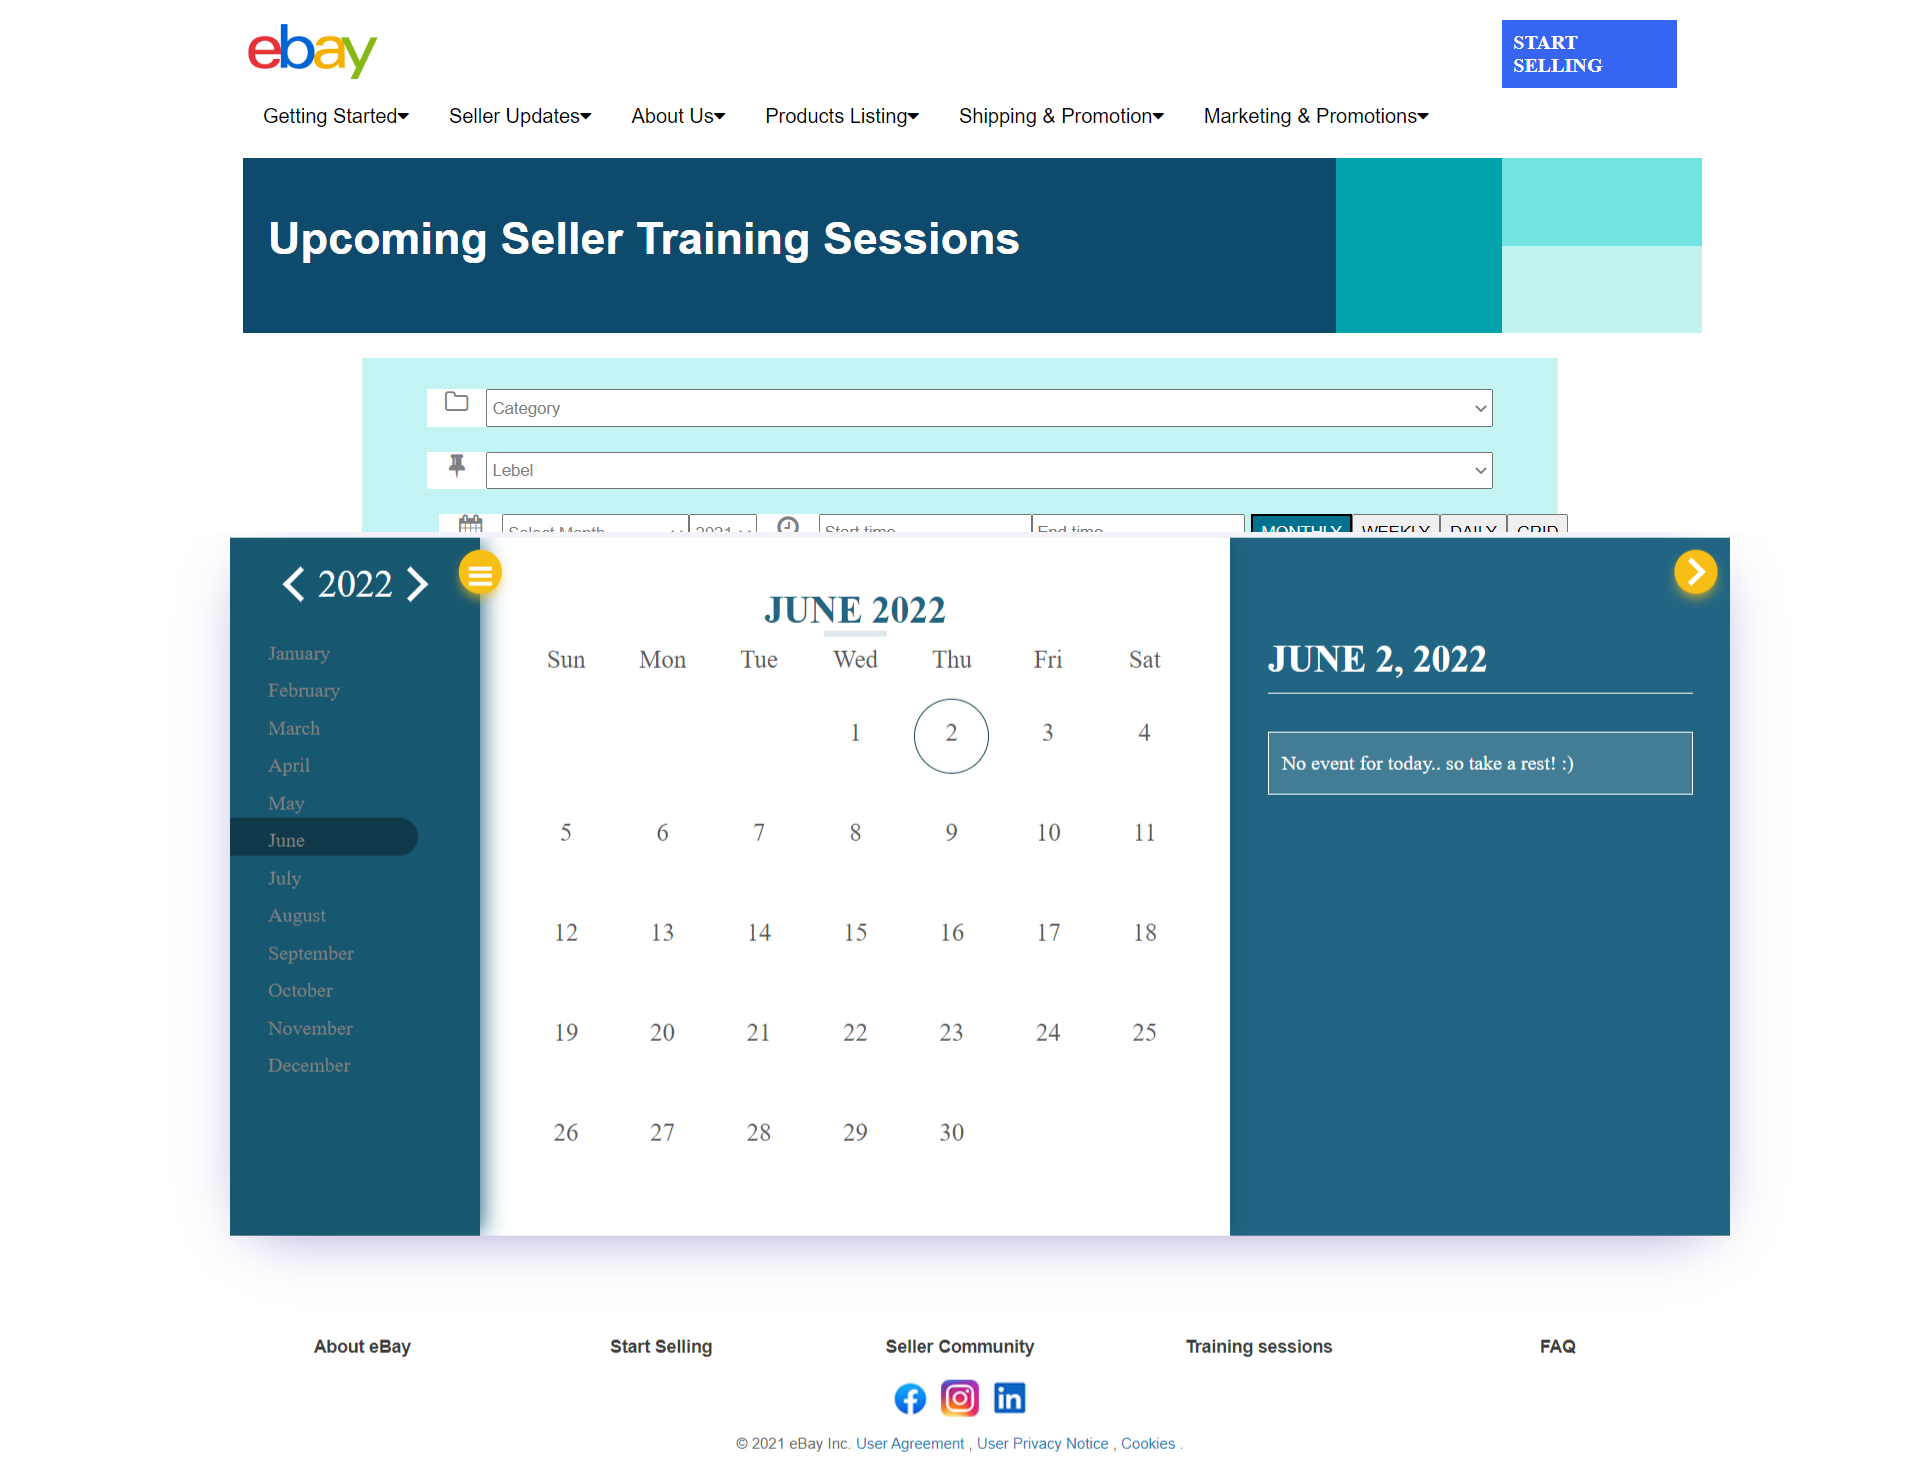 ebay
START
SELLING
Getting Started
Seller Updates
About Us
Products Listing
Shipping & Promotion
Marketing & Promotions
Upcoming Seller Training Sessions
Category
Lebel
Select Month 2021 Start time End time MONTHLY WEEKLY DAILY GRID
2022
January
February
March
April
May
June
July
August
September
October
November
December
JUNE 2022
Sun Mon Tue Wed Thu Fri Sat
1 2 3 4
5 6 7 8 9 10 11
12 13 14 15 16 17 18
19 20 21 22 23 24 25
26 27 28 29 30
JUNE 2, 2022
No event for today.. so take a rest! :)
About eBay
Start Selling
Seller Community
Training sessions
FAQ
© 2021 eBay Inc. User Agreement , User Privacy Notice , Cookies .